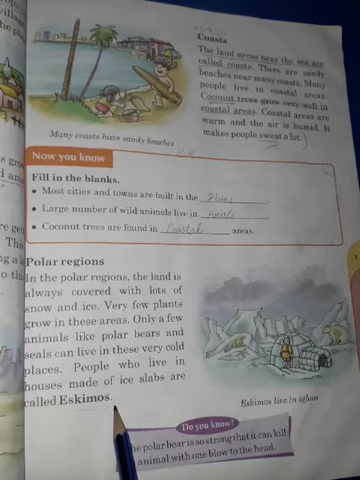 Coasts
The land areas near the sea are
called coasts. There are sandy
beaches near many coasts. Many
people live in coastal areas.
Coconut trees grow very well in
coastal areas. Coastal areas are
warm and the air is humid. It
makes people sweat a lot.
Many coasts have sandy beaches
Now you know
Fill in the blanks.
• Most cities and towns are built in the Plains.
• Large number of wild animals live in forests.
• Coconut trees are found in Coastal areas.
Polar regions
In the polar regions, the land is
always covered with lots of
snow and ice. Very few plants
grow in these areas. Only a few
animals like polar bears and
seals can live in these very cold
places. People who live in
houses made of ice slabs are
called Eskimos.
Eskimos live in igloos
Do you know?
The polar bear is so strong that it can kill
animal with one blow to the head.